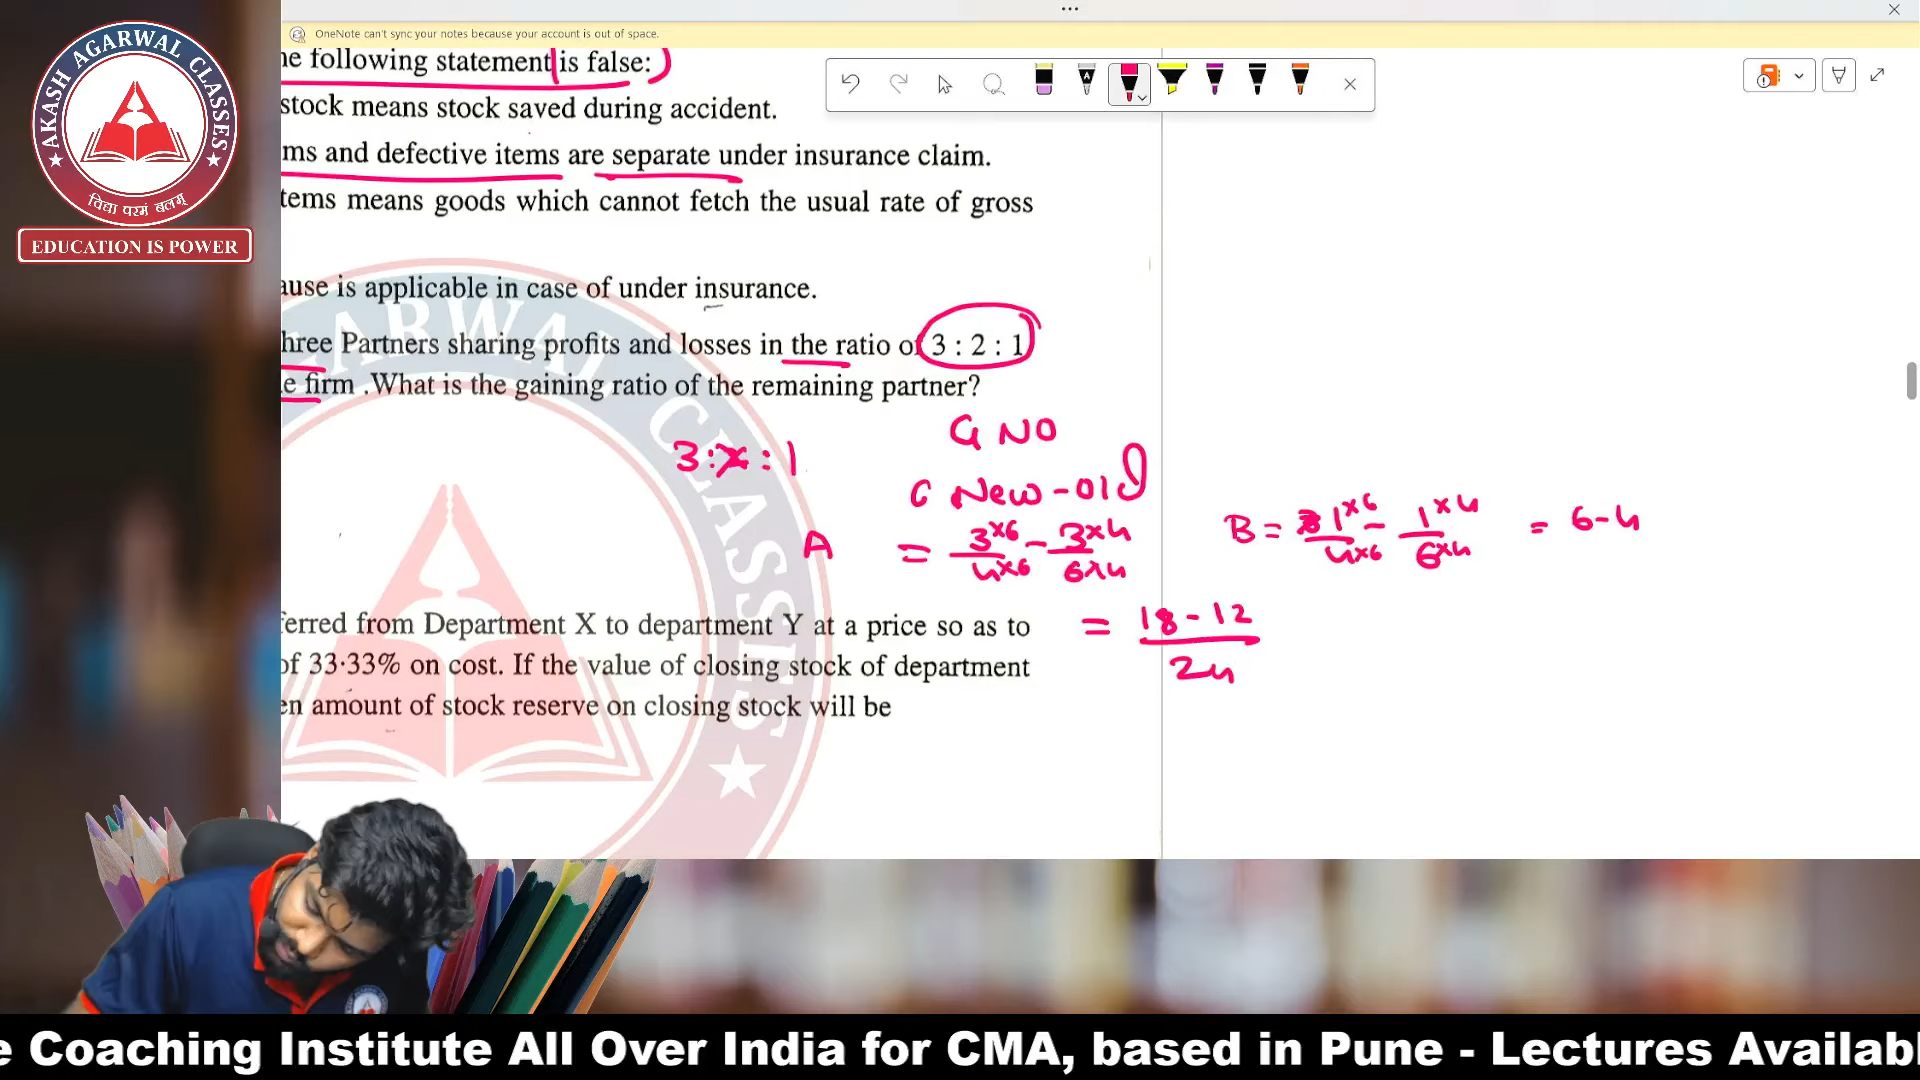 AKASH AGARWAL CLASSES
विद्या परमं बलम्
EDUCATION IS POWER
OneNote can't sync your notes because your account is out of space.
he following statement is false:
stock means stock saved during accident.
ms and defective items are separate under insurance claim.
tems means goods which cannot fetch the usual rate of gross
ause is applicable in case of under insurance.
hree Partners sharing profits and losses in the ratio of 3 : 2 : 1
e firm .What is the gaining ratio of the remaining partner?
G NO
3:2:1
G New - Old
A = 3×6/4×6 - 3×4/6×4
= 18-12/24
B = 1×6/4×6 - 1×4/6×4 = 6-4
ferred from Department X to department Y at a price so as to
of 33·33% on cost. If the value of closing stock of department
en amount of stock reserve on closing stock will be
GARWAL CLASSES
e Coaching Institute All Over India for CMA, based in Pune - Lectures Availabl